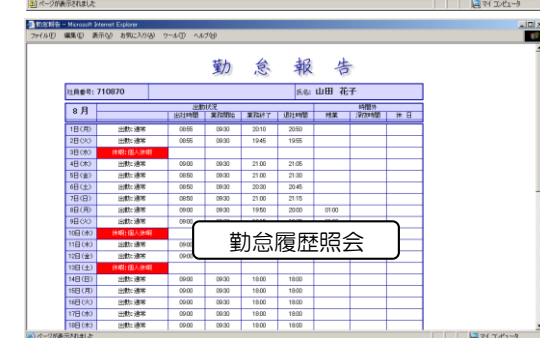 ページが表示されました マイ コンピュータ
勤怠報告 - Microsoft Internet Explorer
ファイル(F) 編集(E) 表示(V) お気に入り(A) ツール(T) ヘルプ(H)
勤 怠 報 告
社員番号: 710870 氏名: 山田 花子
8 月 出勤状況 時間外
出社時間 業務開始 業務終了 退社時間 残業 深夜時間 休 日
1日(月) 出勤: 通常 08:55 09:30 20:10 20:50
2日(火) 出勤: 通常 08:55 09:30 19:45 19:55
3日(水) 休暇: 個人休暇
4日(木) 出勤: 通常 09:00 09:30 21:00 21:05
5日(金) 出勤: 通常 08:50 09:30 21:00 21:30
6日(土) 出勤: 通常 08:50 09:30 20:30 20:45
7日(日) 出勤: 通常 08:50 09:30 21:00 21:15
8日(月) 出勤: 通常 09:00 09:30 19:50 20:00 01:00
9日(火) 出勤: 通常
10日(水) 休暇: 個人休暇
勤怠履歴照会
11日(木) 出勤: 通常 09:00
12日(金) 出勤: 通常 09:00
13日(土) 休暇: 個人休暇
14日(日) 出勤: 通常 09:00 09:30 18:00 18:00
15日(月) 出勤: 通常 09:00 09:30 18:00 18:00
16日(火) 出勤: 通常 09:00 09:30 18:00 18:00
17日(水) 出勤: 通常 09:00 09:30 18:00 18:00
18日(木) 出勤: 通常 09:00 09:30 18:00 18:00
ページが表示されました マイ コンピュータ